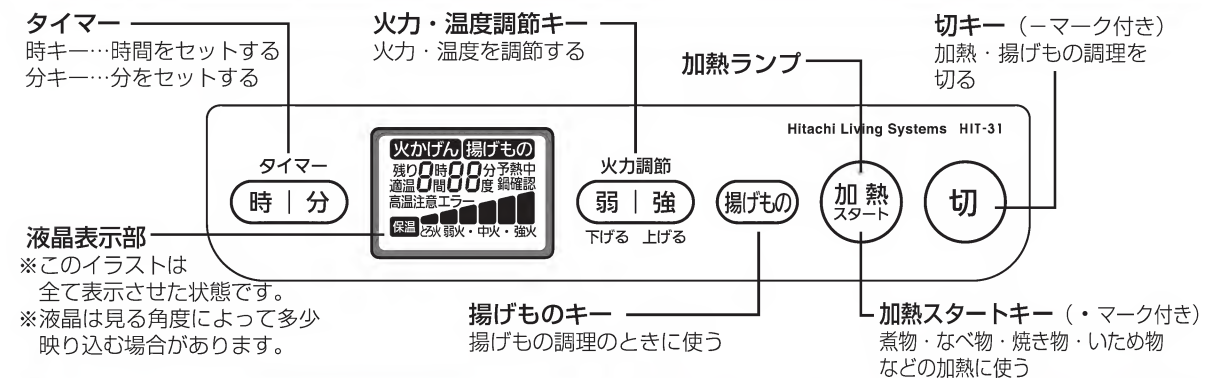 タイマー
時キー…時間をセットする
分キー…分をセットする
火力・温度調節キー
火力・温度を調節する
加熱ランプ
切キー（−マーク付き）
加熱・揚げもの調理を
切る
Hitachi Living Systems HIT-31
タイマー
時 | 分
火かげん 揚げもの
残り0時00分予熱中
適温 間 度 鍋確認
高温注意エラー
保温 とろ火 弱火・中火・強火
火力調節
弱 | 強
下げる 上げる
揚げもの
加熱
スタート
切
液晶表示部
※このイラストは
全て表示させた状態です。
※液晶は見る角度によって多少
映り込む場合があります。
揚げものキー
揚げもの調理のときに使う
加熱スタートキー（・マーク付き）
煮物・なべ物・焼き物・いため物
などの加熱に使う